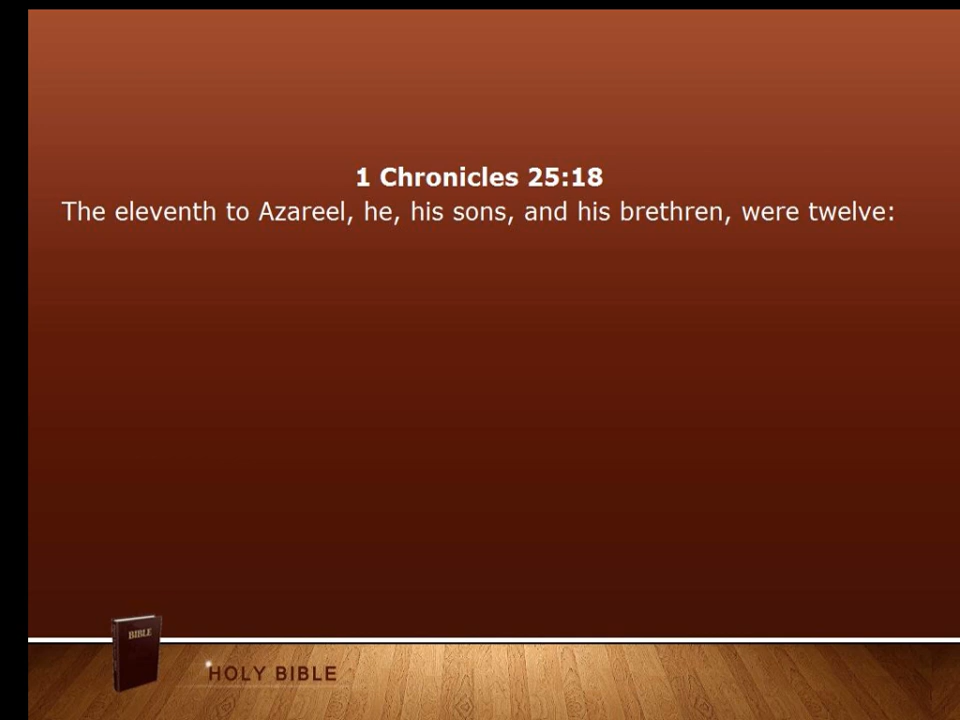 1 Chronicles 25:18
The eleventh to Azareel, he, his sons, and his brethren, were twelve:
BIBLE
HOLY BIBLE